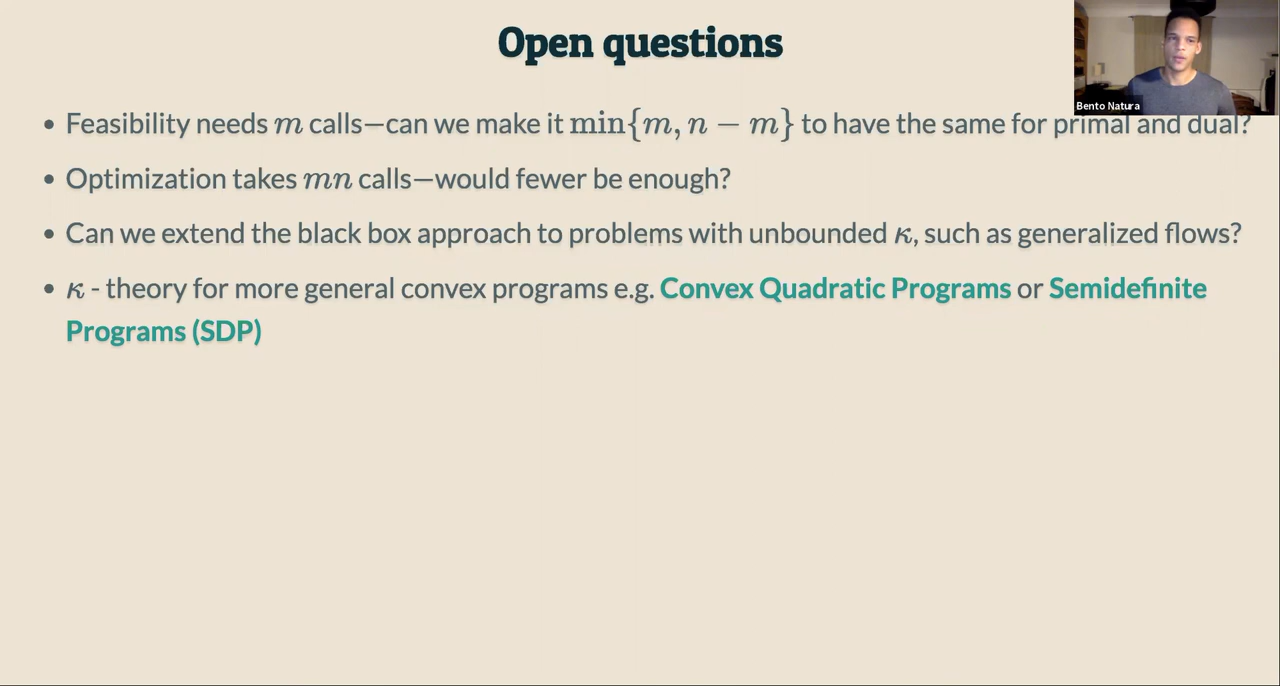 Open questions
Bento Natura
• Feasibility needs m calls—can we make it min{m, n − m} to have the same for primal and dual?
• Optimization takes mn calls—would fewer be enough?
• Can we extend the black box approach to problems with unbounded κ, such as generalized flows?
• κ - theory for more general convex programs e.g. Convex Quadratic Programs or Semidefinite
Programs (SDP)